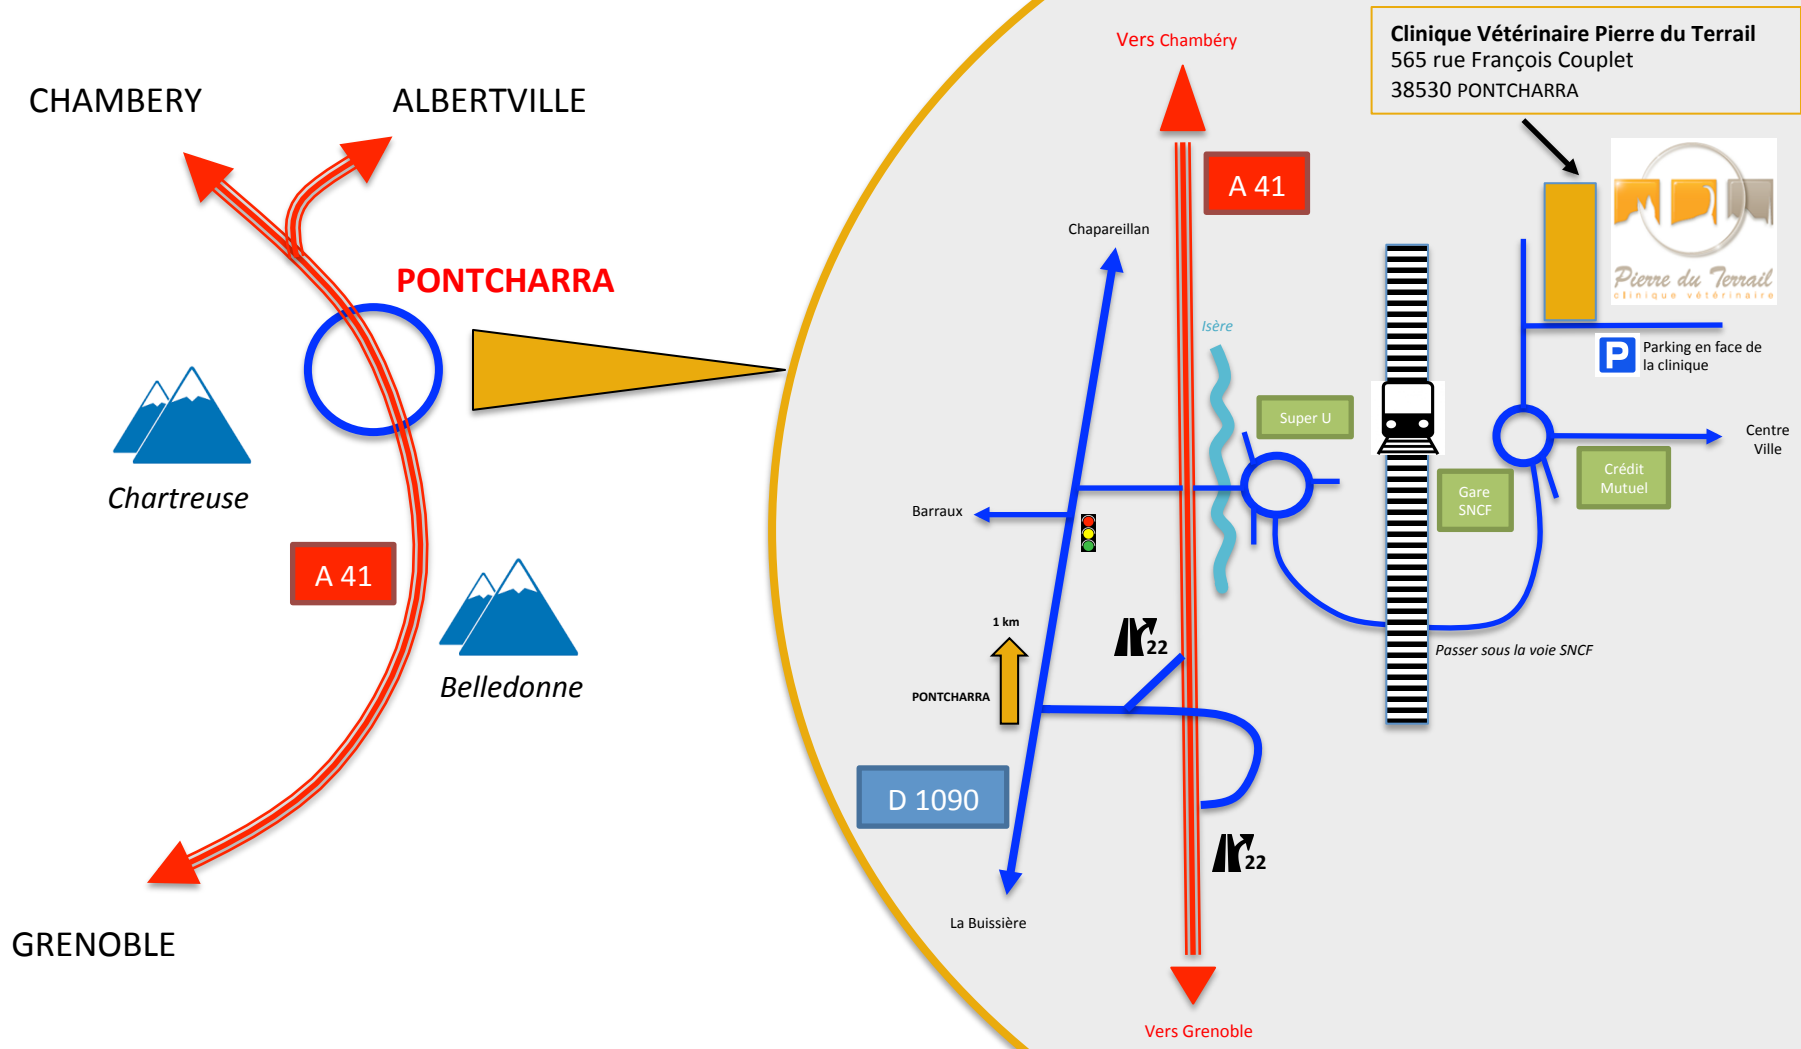 CHAMBERY
ALBERTVILLE
PONTCHARRA
Chartreuse
A 41
Belledonne
GRENOBLE
Vers Chambéry
A 41
Clinique Vétérinaire Pierre du Terrail
565 rue François Couplet
38530 PONTCHARRA
Pierre du Terrail
clinique vétérinaire
Chapareillan
Isère
P
Parking en face de
la clinique
Super U
Centre
Ville
Crédit
Mutuel
Gare
SNCF
Barraux
1 km
22
Passer sous la voie SNCF
PONTCHARRA
D 1090
22
La Buissière
Vers Grenoble